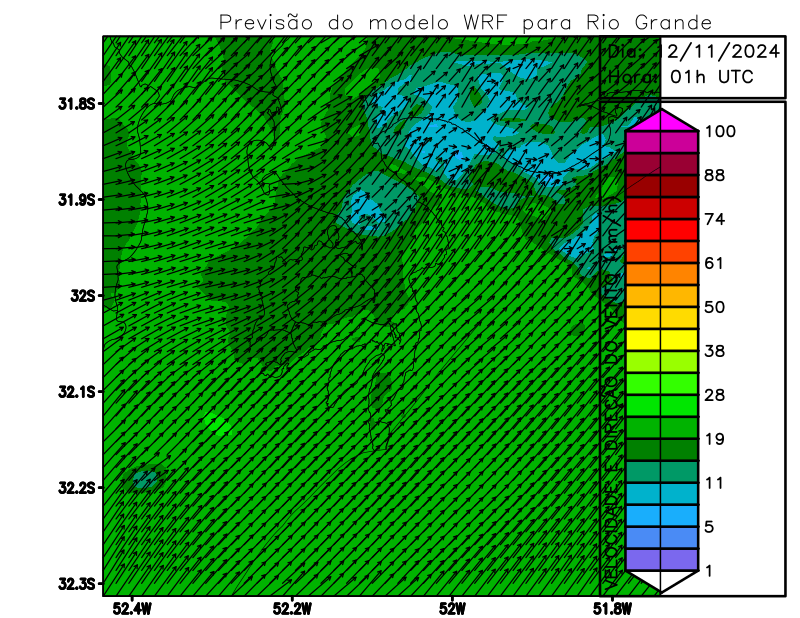 Previsão do modelo WRF para Rio Grande
Dia: 12/11/2024
Hora: 01h UTC
31.8S
31.9S
32S
32.1S
32.2S
32.3S
52.4W
52.2W
52W
51.8W
VELOCIDADE E DIREÇÃO DO VENTO (km/h)
100
88
74
61
50
38
28
19
11
5
1